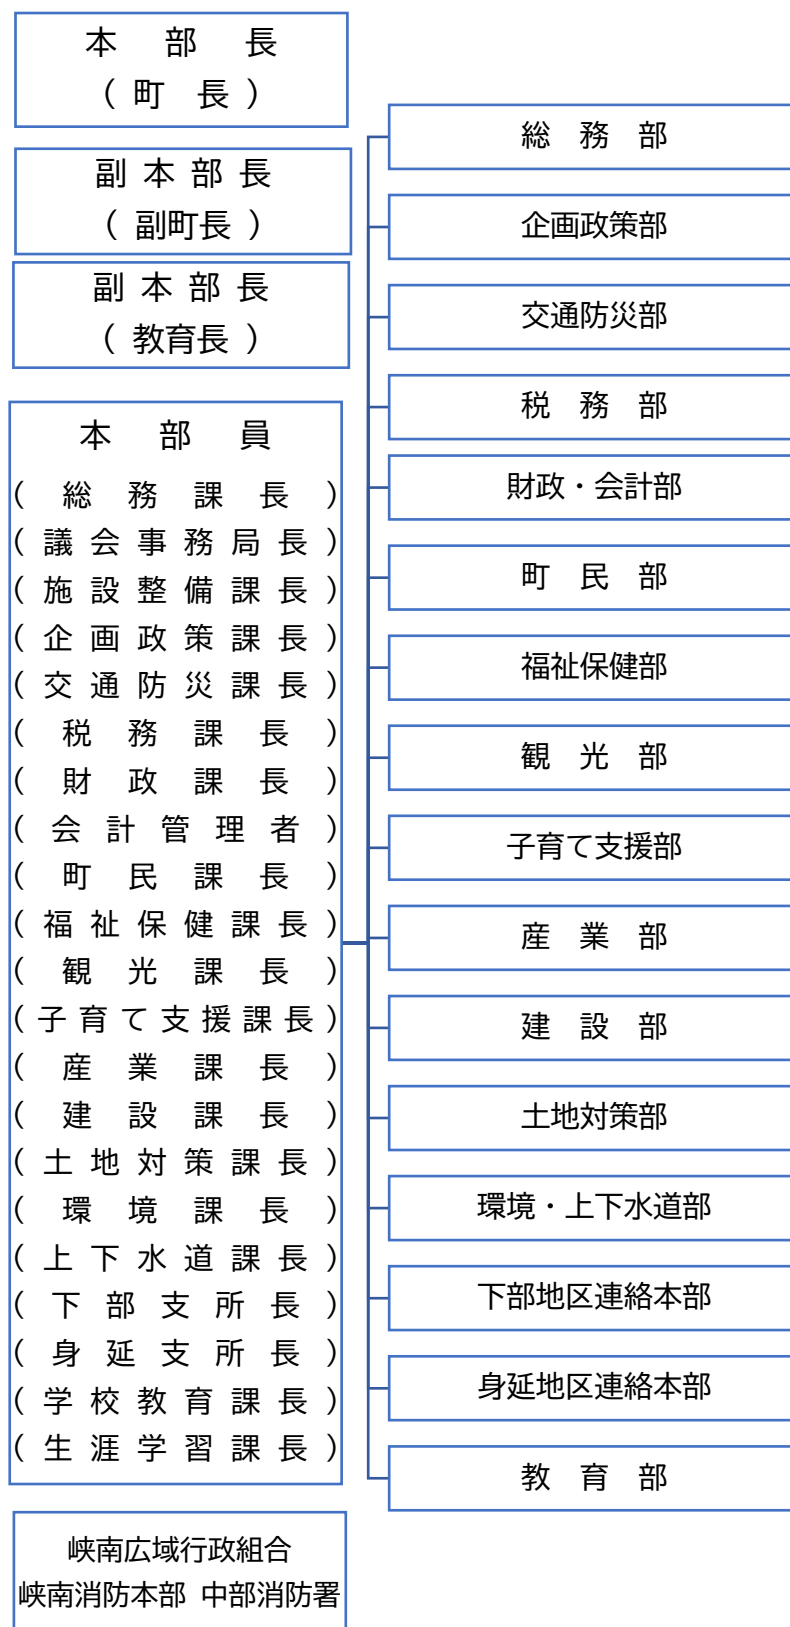 本 部 長
（ 町 長 ）
副 本 部 長
（ 副町長 ）
副 本 部 長
（ 教育長 ）
本 部 員
（ 総 務 課 長 ）
（ 議 会 事 務 局 長 ）
（ 施 設 整 備 課 長 ）
（ 企 画 政 策 課 長 ）
（ 交 通 防 災 課 長 ）
（ 税 務 課 長 ）
（ 財 政 課 長 ）
（ 会 計 管 理 者 ）
（ 町 民 課 長 ）
（ 福 祉 保 健 課 長 ）
（ 観 光 課 長 ）
（ 子 育 て 支 援 課 長 ）
（ 産 業 課 長 ）
（ 建 設 課 長 ）
（ 土 地 対 策 課 長 ）
（ 環 境 課 長 ）
（ 上 下 水 道 課 長 ）
（ 下 部 支 所 長 ）
（ 身 延 支 所 長 ）
（ 学 校 教 育 課 長 ）
（ 生 涯 学 習 課 長 ）
峡南広域行政組合
峡南消防本部 中部消防署
総 務 部
企画政策部
交通防災部
税 務 部
財政・会計部
町 民 部
福祉保健部
観 光 部
子育て支援部
産 業 部
建 設 部
土地対策部
環境・上下水道部
下部地区連絡本部
身延地区連絡本部
教 育 部